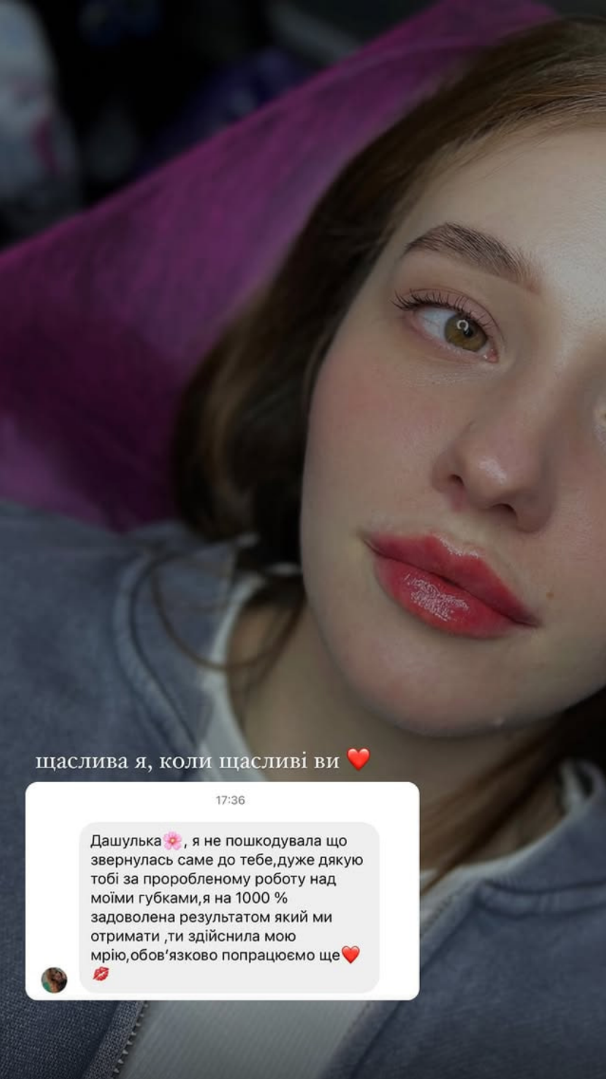 щаслива я, коли щасливі ви ❤️
17:36
Дашулька🌸, я не пошкодувала що
звернулась саме до тебе,дуже дякую
тобі за проробленому роботу над
моїми губками,я на 1000 %
задоволена результатом який ми
отримати ,ти здійснила мою
мрію,обов’язково попрацюємо ще❤️
💋